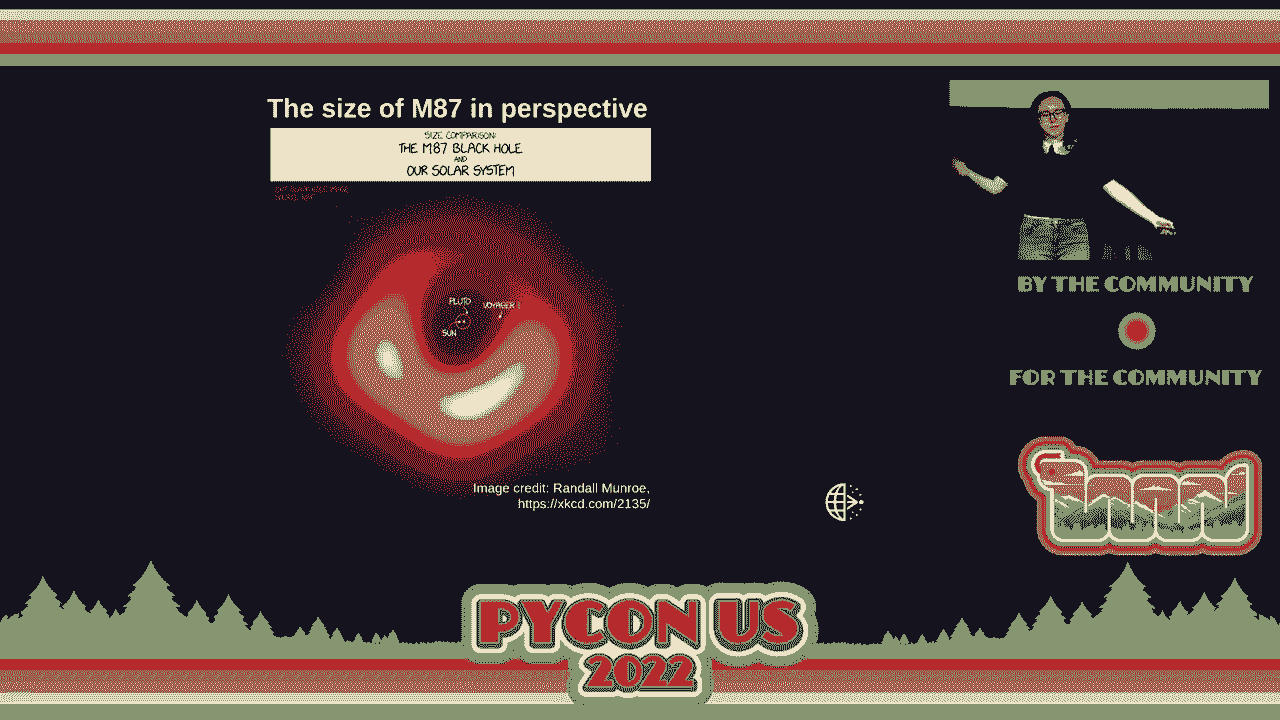 The size of M87 in perspective
SIZE COMPARISON:
THE M87 BLACK HOLE
AND
OUR SOLAR SYSTEM
PLUTO
VOYAGER 1
SUN
Image credit: Randall Munroe,
https://xkcd.com/2135/
BY THE COMMUNITY
FOR THE COMMUNITY
PYCON US
2022